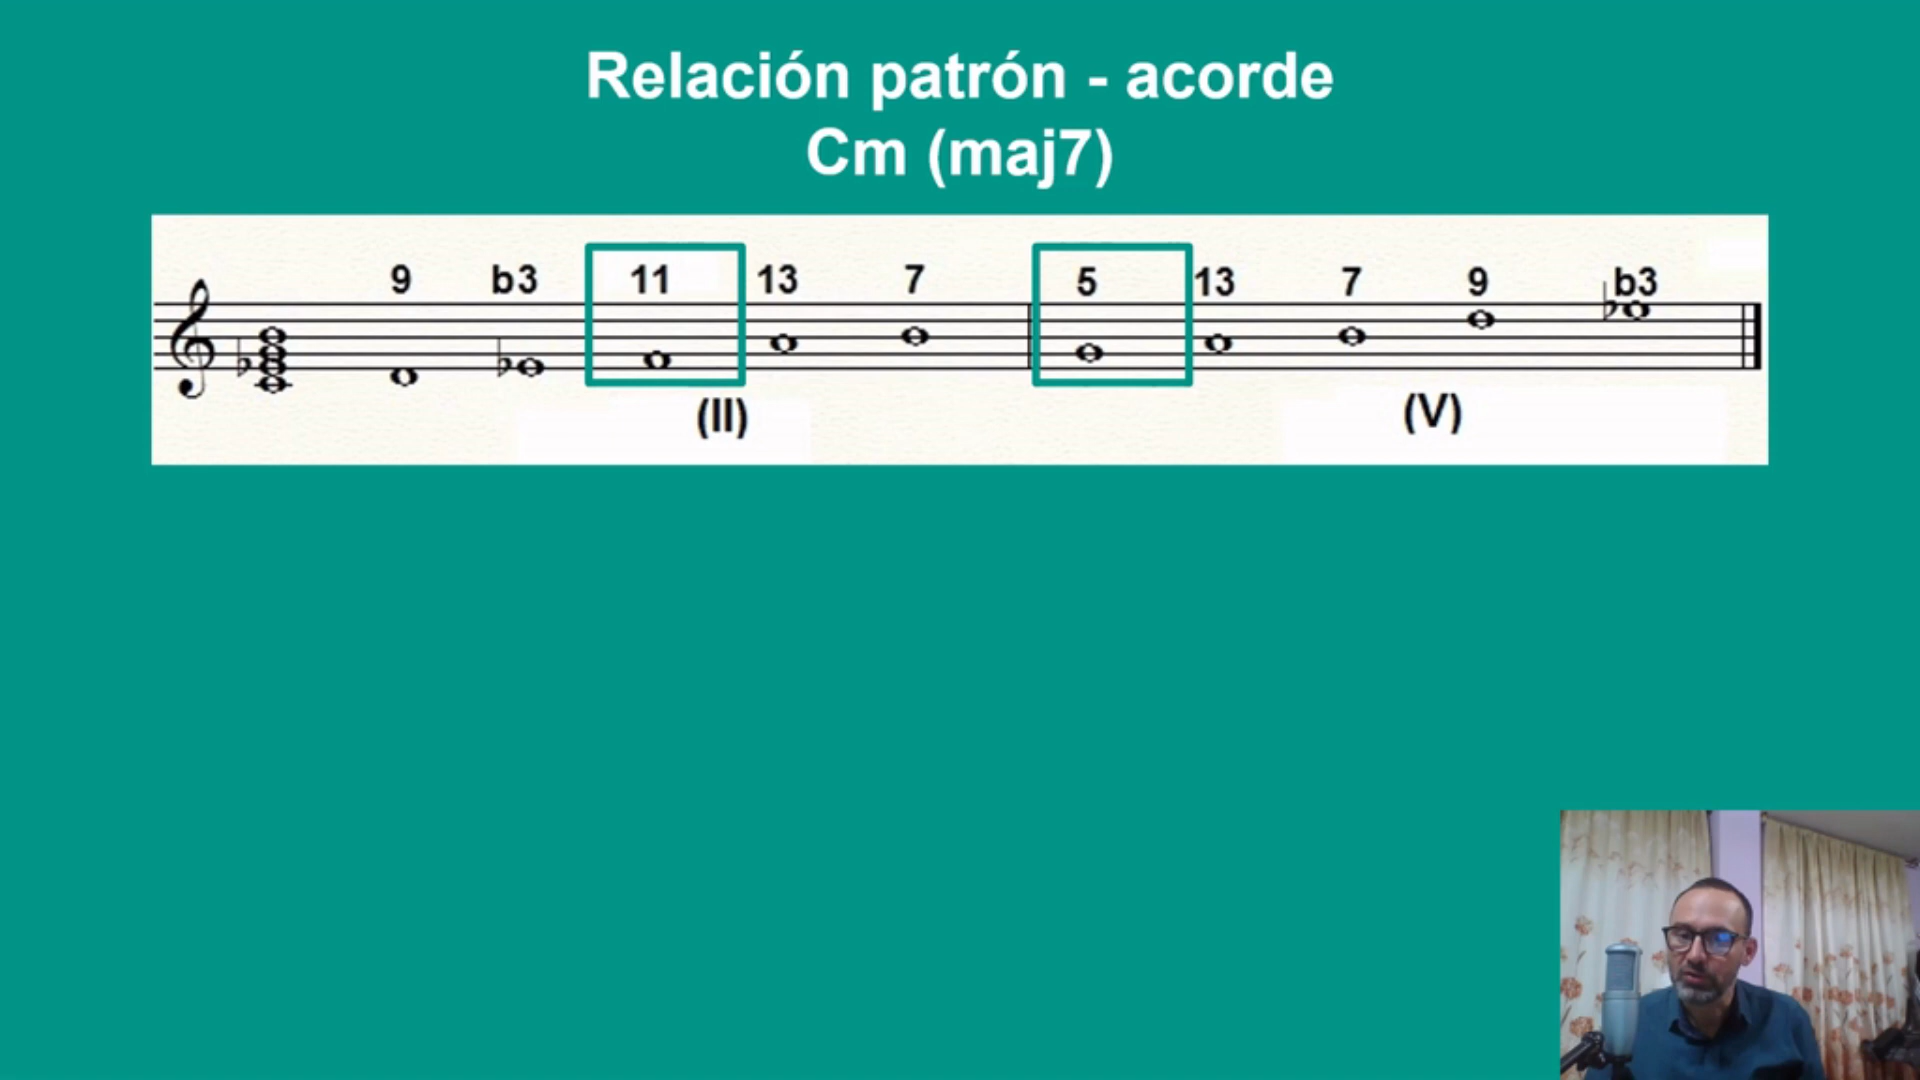 Relación patrón - acorde
Cm (maj7)
9 b3 11 13 7 5 13 7 9 b3
(II) (V)